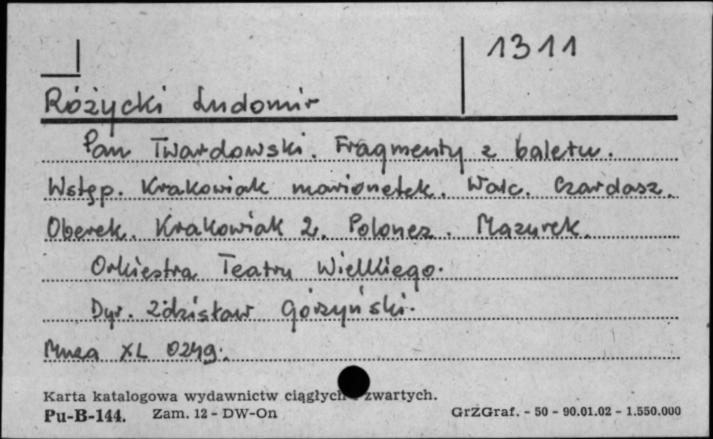 1311
Różycki Ludomir
Pan Twardowski. Fragmenty z baletu.
Wstęp. Krakowiak marionetek. Walc. Czardasz.
Oberek. Krakowiak 2. Polonez. Mazurek.
Orkiestra Teatru Wielkiego.
Dyr. Zdzisław Górzyński.
Muza XL 0249.
Karta katalogowa wydawnictw ciągłych zwartych.
Pu-B-144. Zam. 12 - DW-On GrZGraf. - 50 - 90.01.02 - 1.550.000